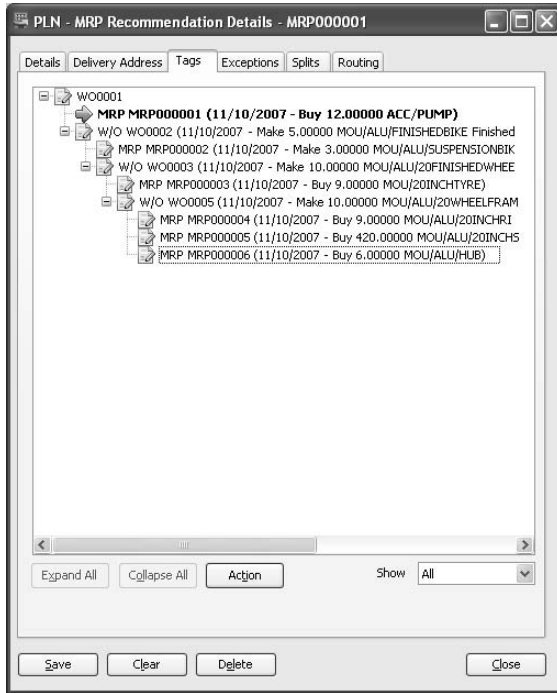 PLN - MRP Recommendation Details - MRP000001
Details Delivery Address Tags Exceptions Splits Routing
WO0001
MRP MRP000001 (11/10/2007 - Buy 12.00000 ACC/PUMP)
W/O WO0002 (11/10/2007 - Make 5.00000 MOU/ALU/FINISHEDBIKE Finished
MRP MRP000002 (11/10/2007 - Make 3.00000 MOU/ALU/SUSPENSIONBIK
W/O WO0003 (11/10/2007 - Make 10.00000 MOU/ALU/20FINISHEDWHEE
MRP MRP000003 (11/10/2007 - Buy 9.00000 MOU/20INCHTYRE)
W/O WO0005 (11/10/2007 - Make 10.00000 MOU/ALU/20WHEELFRAM
MRP MRP000004 (11/10/2007 - Buy 9.00000 MOU/ALU/20INCHRI
MRP MRP000005 (11/10/2007 - Buy 420.00000 MOU/ALU/20INCHS
MRP MRP000006 (11/10/2007 - Buy 6.00000 MOU/ALU/HUB)
Expand All Collapse All Action Show All
Save Clear Delete Close